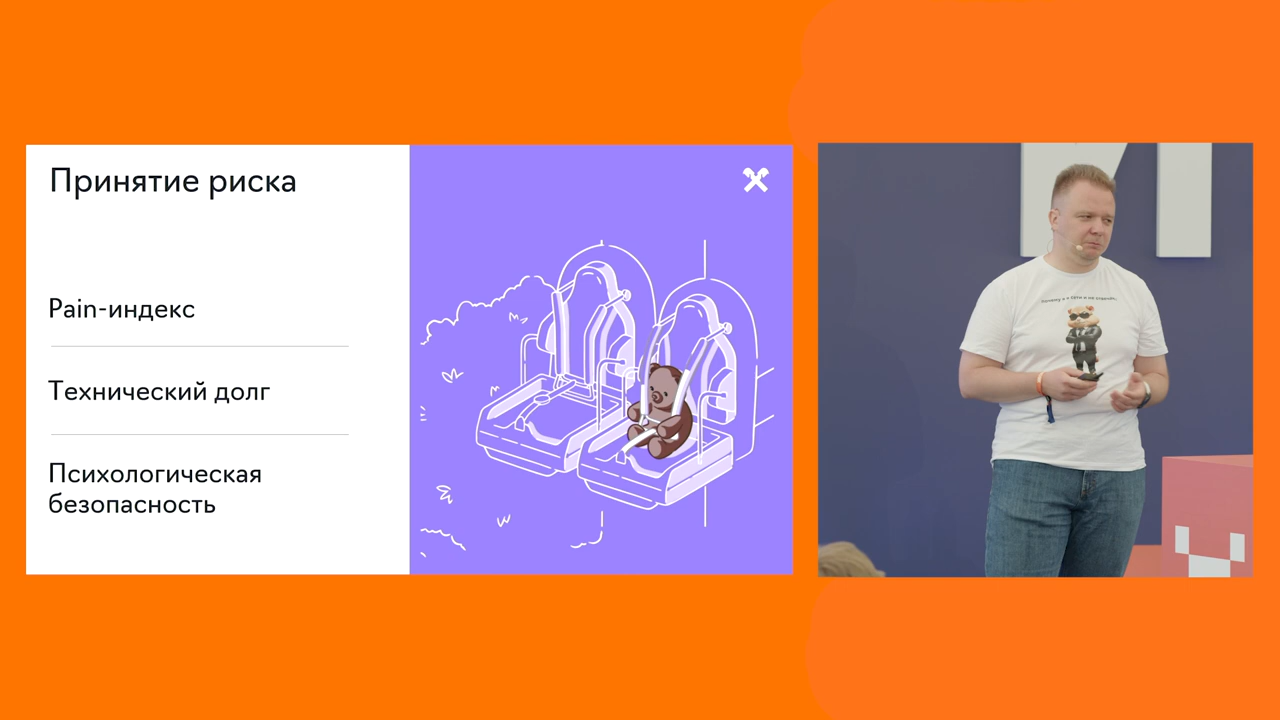 Принятие риска
Pain-индекс
Технический долг
Психологическая
безопасность